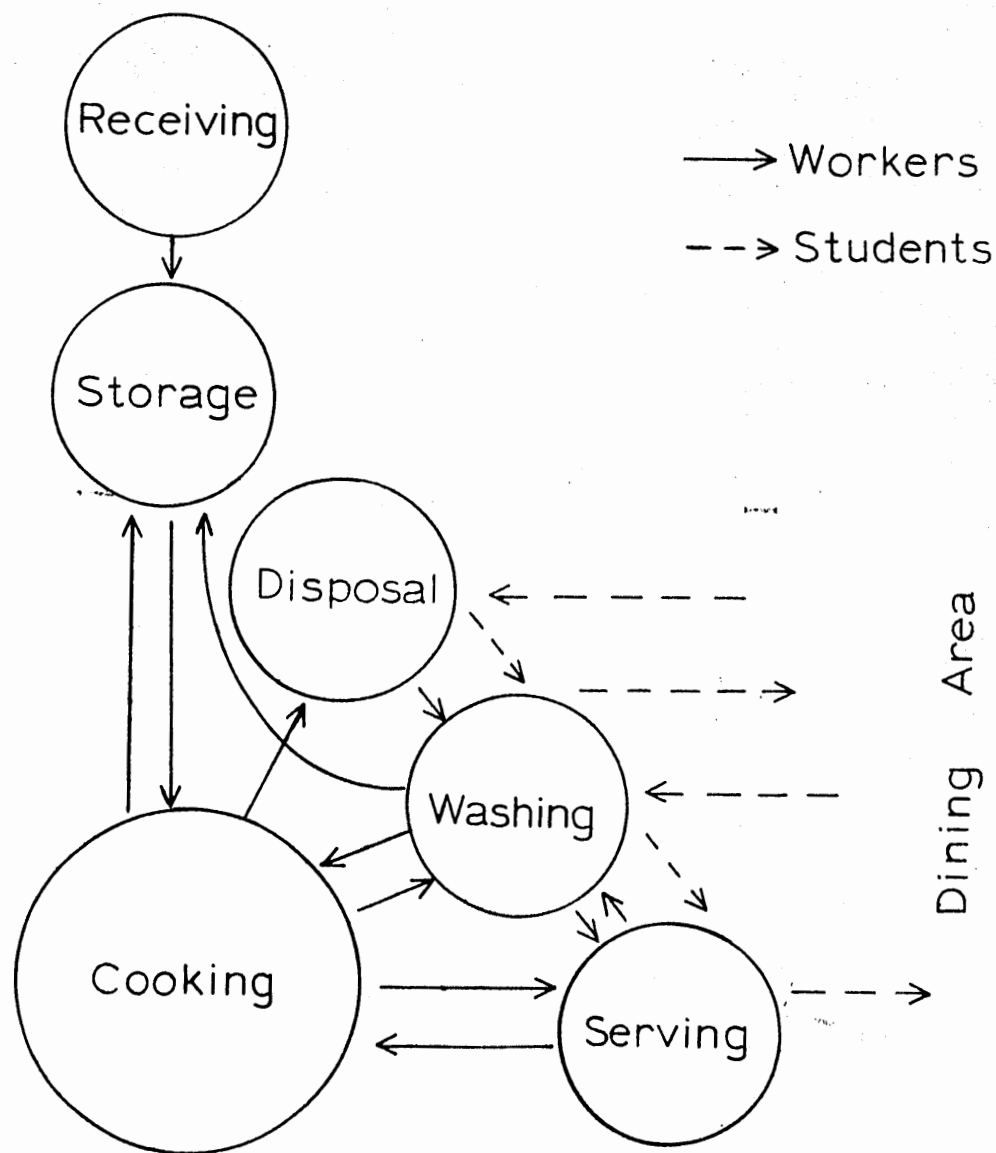 Receiving
Workers
Students
Storage
Disposal
Dining Area
Washing
Cooking
Serving